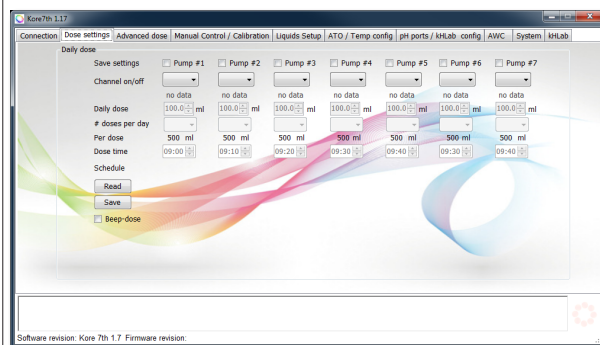 Kore7th 1.17
Connection Dose settings Advanced dose Manual Control / Calibration Liquids Setup ATO / Temp config pH ports / kHLab config AWC System kHLab
Daily dose
Save settings Pump #1 Pump #2 Pump #3 Pump #4 Pump #5 Pump #6 Pump #7
Channel on/off
no data no data no data no data no data no data no data
Daily dose 100.0 ml 100.0 ml 100.0 ml 100.0 ml 100.0 ml 100.0 ml 100.0 ml
# doses per day
Per dose 500 ml 500 ml 500 ml 500 ml 500 ml 500 ml 500 ml
Dose time 09:00 09:10 09:20 09:30 09:40 09:30 09:40
Schedule
Read
Save
Beep-dose
Software revision: Kore 7th 1.7 Firmware revision: